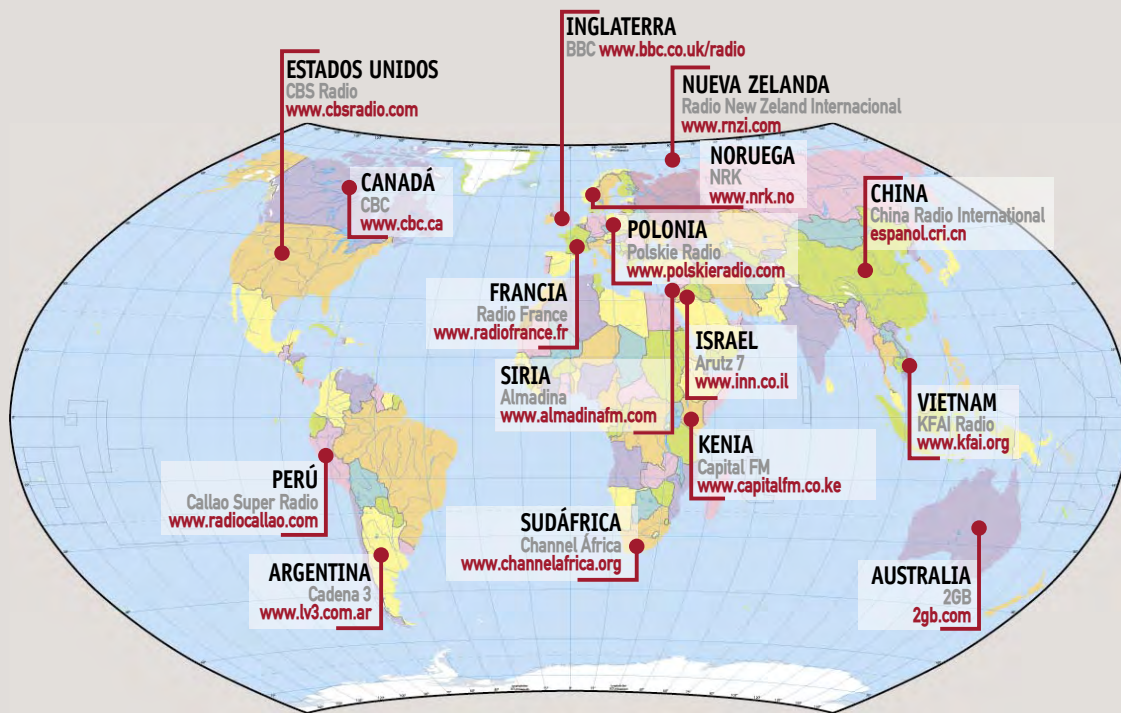 INGLATERRA
BBC www.bbc.co.uk/radio
ESTADOS UNIDOS
CBS Radio
www.cbsradio.com
NUEVA ZELANDA
Radio New Zeland Internacional
www.rnzi.com
CANADÁ
CBC
www.cbc.ca
NORUEGA
NRK
www.nrk.no
CHINA
China Radio International
espanol.cri.cn
POLONIA
Polskie Radio
www.polskieradio.com
FRANCIA
Radio France
www.radiofrance.fr
ISRAEL
Arutz 7
www.inn.co.il
SIRIA
Almadina
www.almadinafm.com
VIETNAM
KFAI Radio
www.kfai.org
KENIA
Capital FM
www.capitalfm.co.ke
PERÚ
Callao Super Radio
www.radiocallao.com
SUDÁFRICA
Channel África
www.channelafrica.org
ARGENTINA
Cadena 3
www.lv3.com.ar
AUSTRALIA
2GB
2gb.com